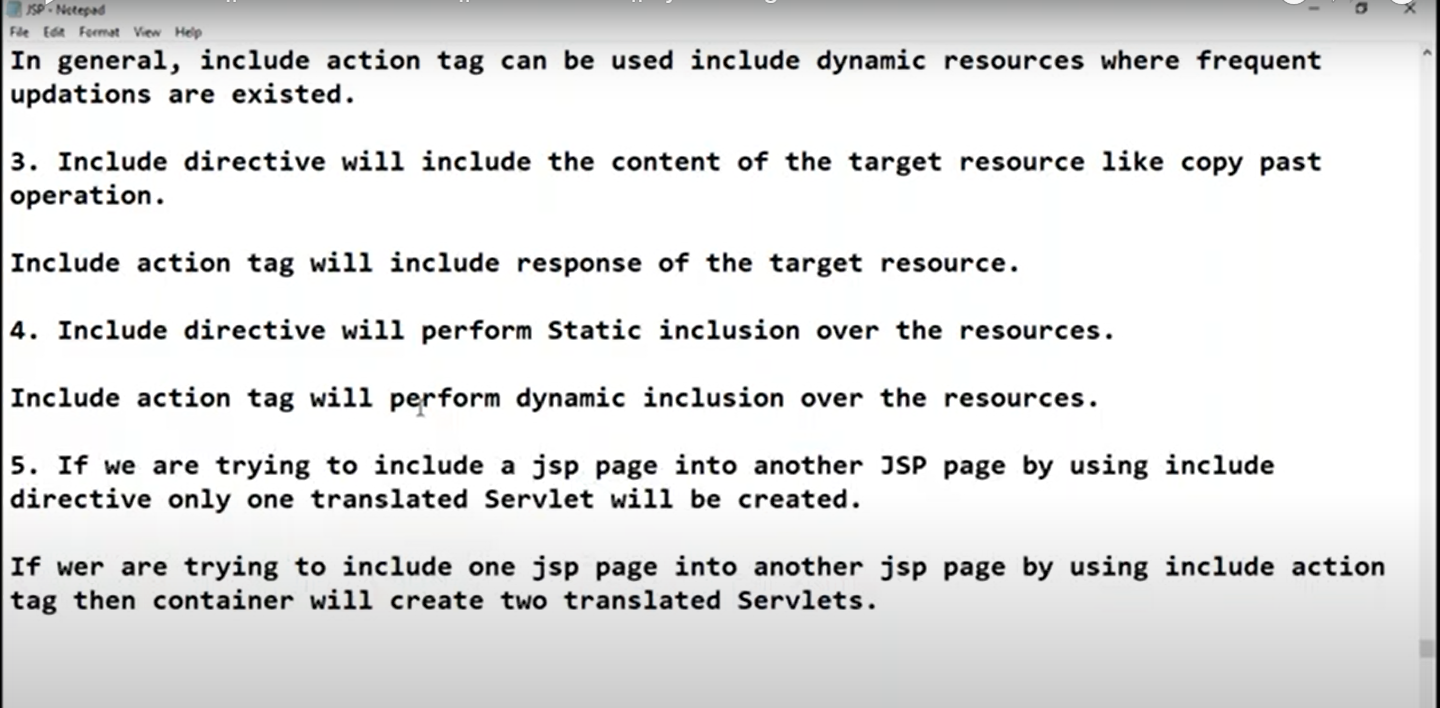 JSP - Notepad
File Edit Format View Help
In general, include action tag can be used include dynamic resources where frequent
updations are existed.
3. Include directive will include the content of the target resource like copy past
operation.
Include action tag will include response of the target resource.
4. Include directive will perform Static inclusion over the resources.
Include action tag will perform dynamic inclusion over the resources.
5. If we are trying to include a jsp page into another JSP page by using include
directive only one translated Servlet will be created.
If wer are trying to include one jsp page into another jsp page by using include action
tag then container will create two translated Servlets.